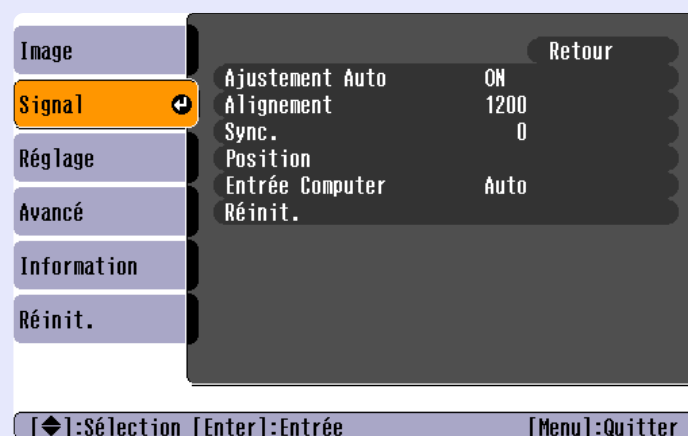 Image
Signal
Réglage
Avancé
Information
Réinit.
Retour
Ajustement Auto ON
Alignement 1200
Sync. 0
Position
Entrée Computer Auto
Réinit.
[◆]:Sélection [Enter]:Entrée [Menu]:Quitter